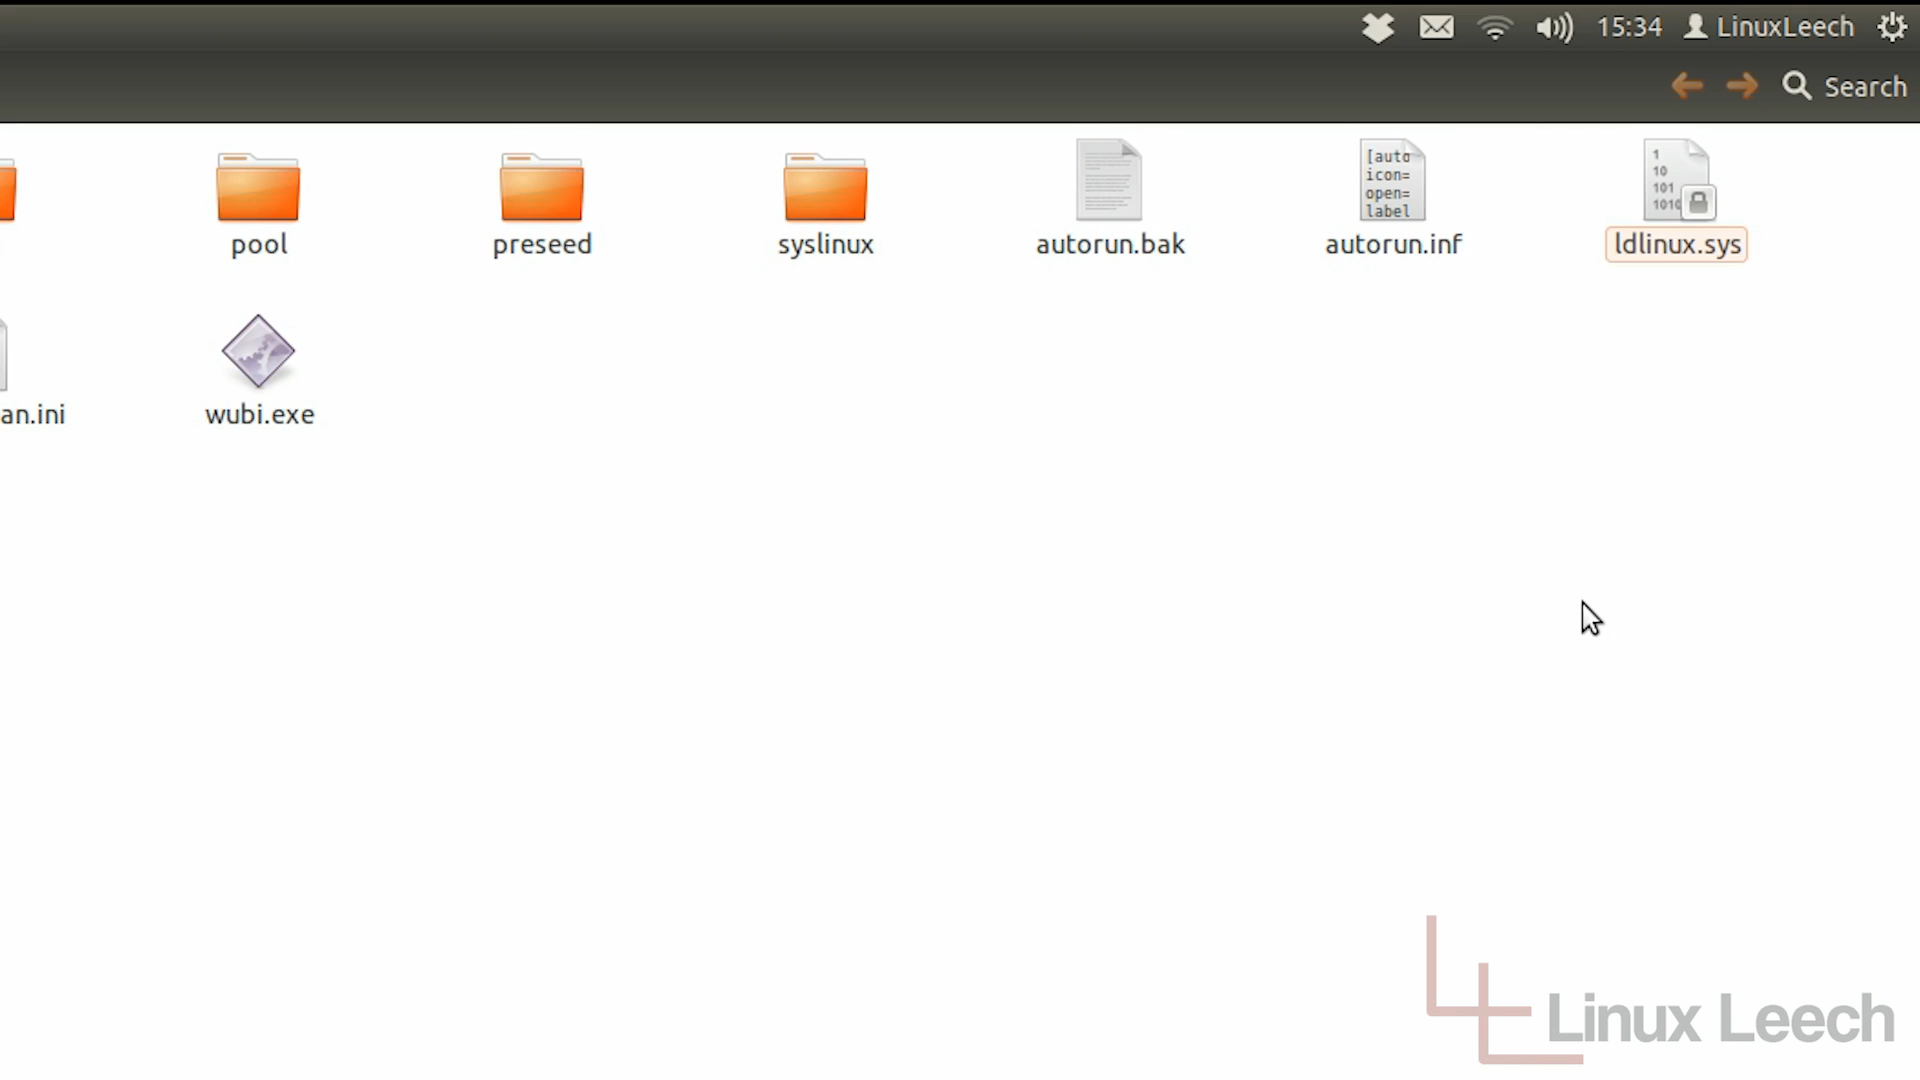 15:34 LinuxLeech
Search
pool
preseed
syslinux
autorun.bak
[auto
icon=
open=
label
autorun.inf
1
10
101
1010
ldlinux.sys
an.ini
wubi.exe
LL Linux Leech